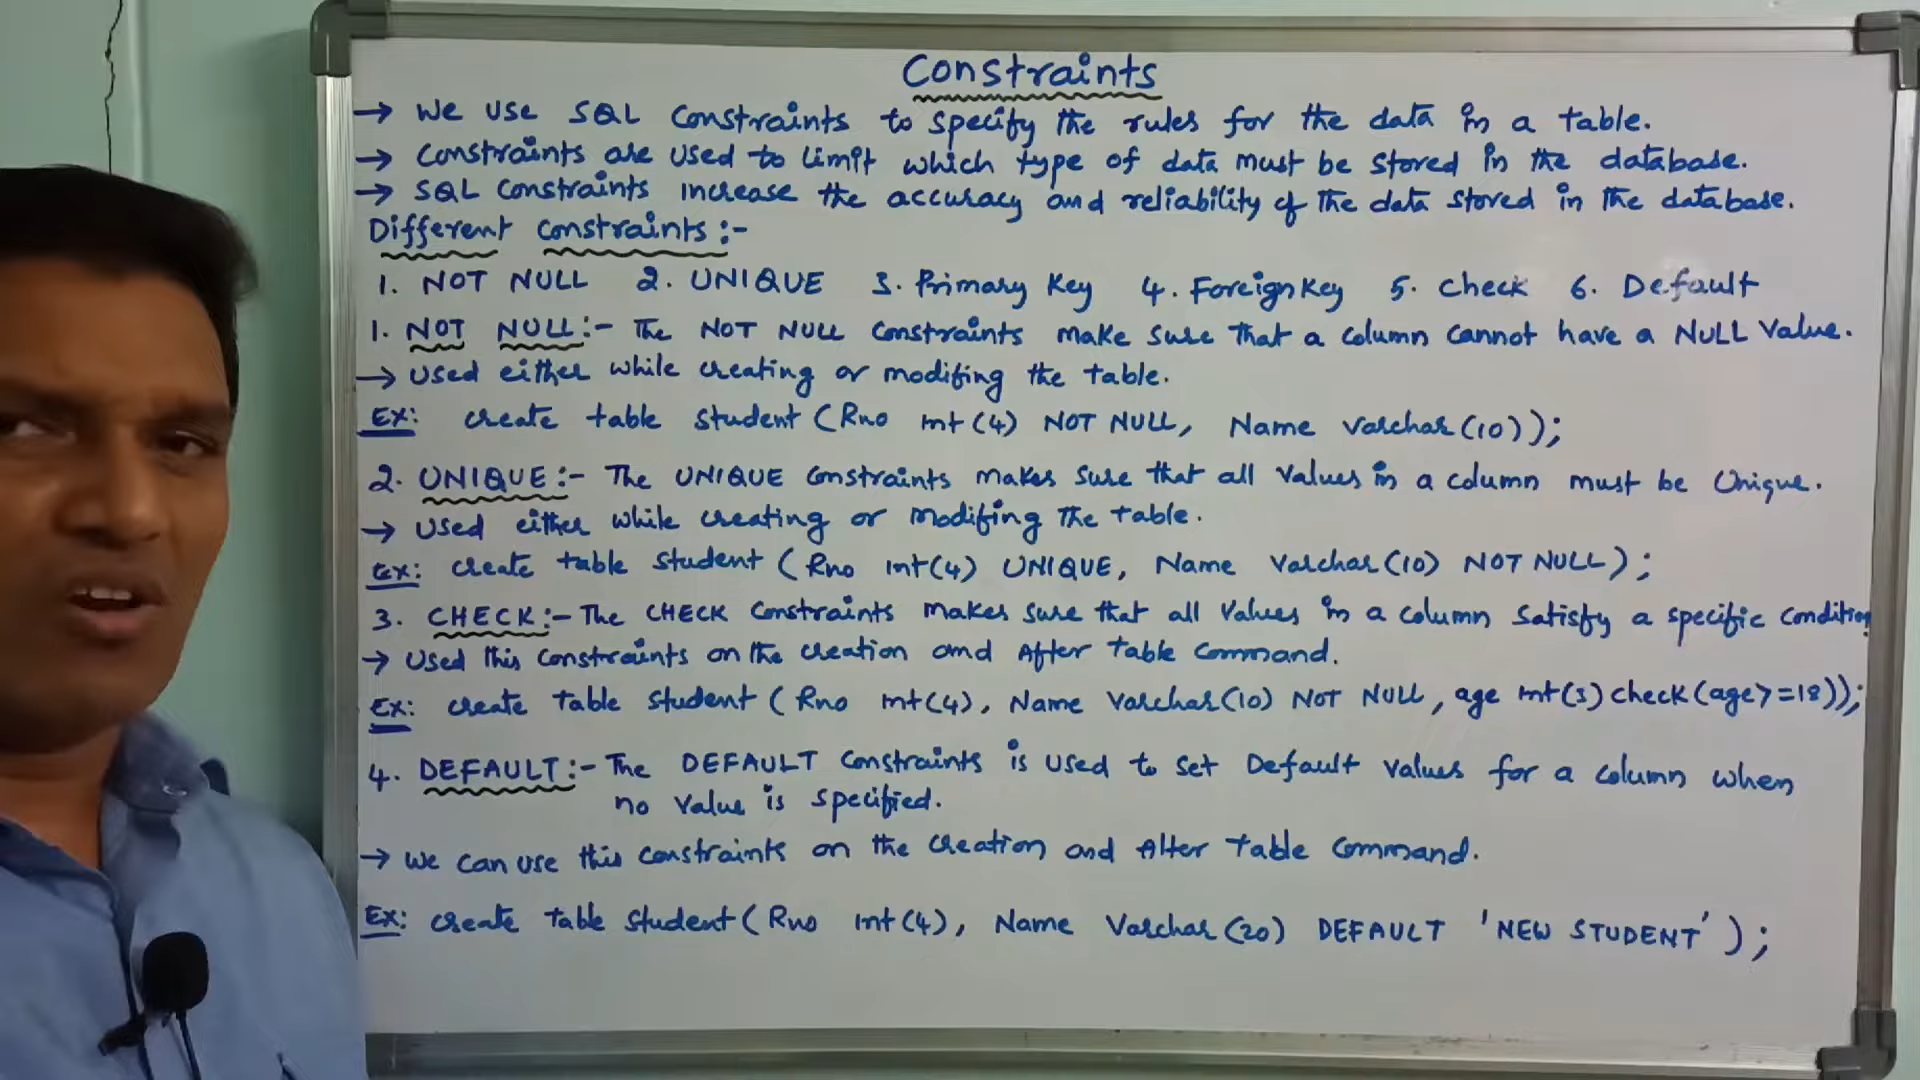 Constraints
→ We use SQL constraints to specify the rules for the data in a table.
→ Constraints are used to Limit which type of data must be stored in the database.
→ SQL Constraints increase the accuracy and reliability of the data stored in the database.
Different constraints :-
1. NOT NULL 2. UNIQUE 3. Primary Key 4. Foreign Key 5. Check 6. Default
1. NOT NULL :- The NOT NULL constraints make sure that a column cannot have a NULL value.
→ Used either while creating or modifing the table.
EX: create table student (Rno int (4) NOT NULL, Name varchar (10));
2. UNIQUE :- The UNIQUE constraints makes sure that all values in a column must be Unique.
→ Used either while creating or modifing the table.
EX: create table student (Rno int(4) UNIQUE, Name varchar(10) NOT NULL);
3. CHECK :- The CHECK constraints makes sure that all values in a column satisfy a specific condition
→ Used this constraints on the creation and After table command.
EX: create table student (Rno int(4), Name varchar(10) NOT NULL, age int(3) check (age>=18));
4. DEFAULT :- The DEFAULT constraints is used to set Default values for a column when
no value is specified.
→ we can use this constraints on the creation and Alter table command.
EX: create table student (Rno int(4), Name Varchar (20) DEFAULT 'NEW STUDENT');